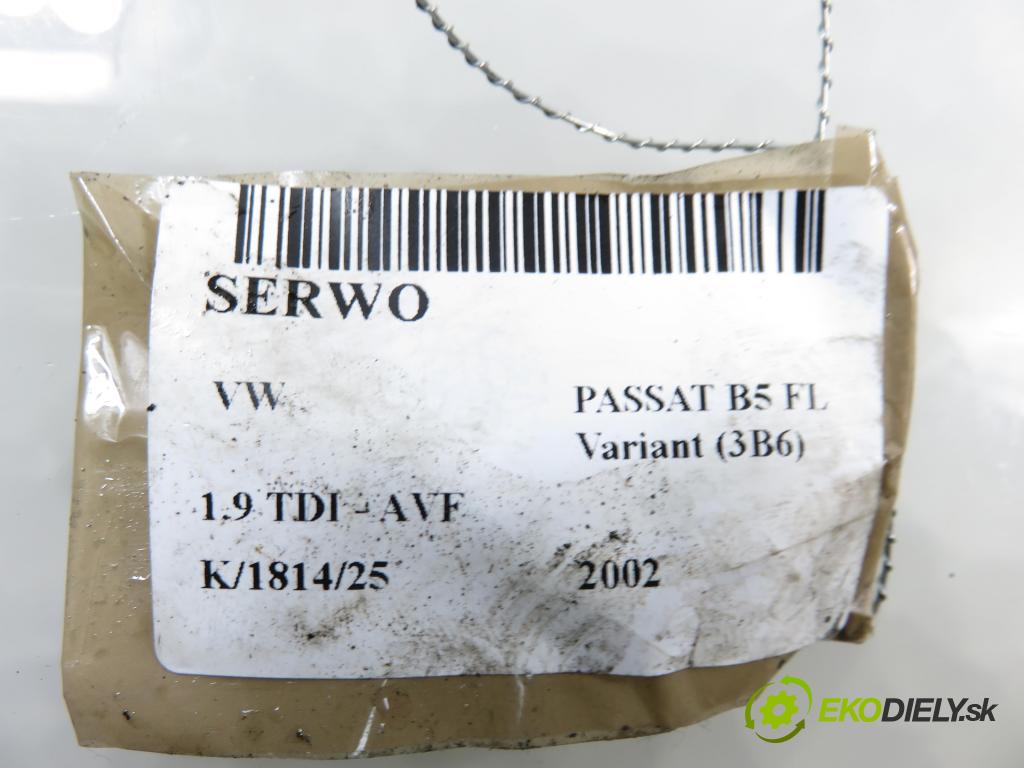 SERWO
VW PASSAT B5 FL
Variant (3B6)
1.9 TDI - AVF
K/1814/25 2002
EKODIELY.sk